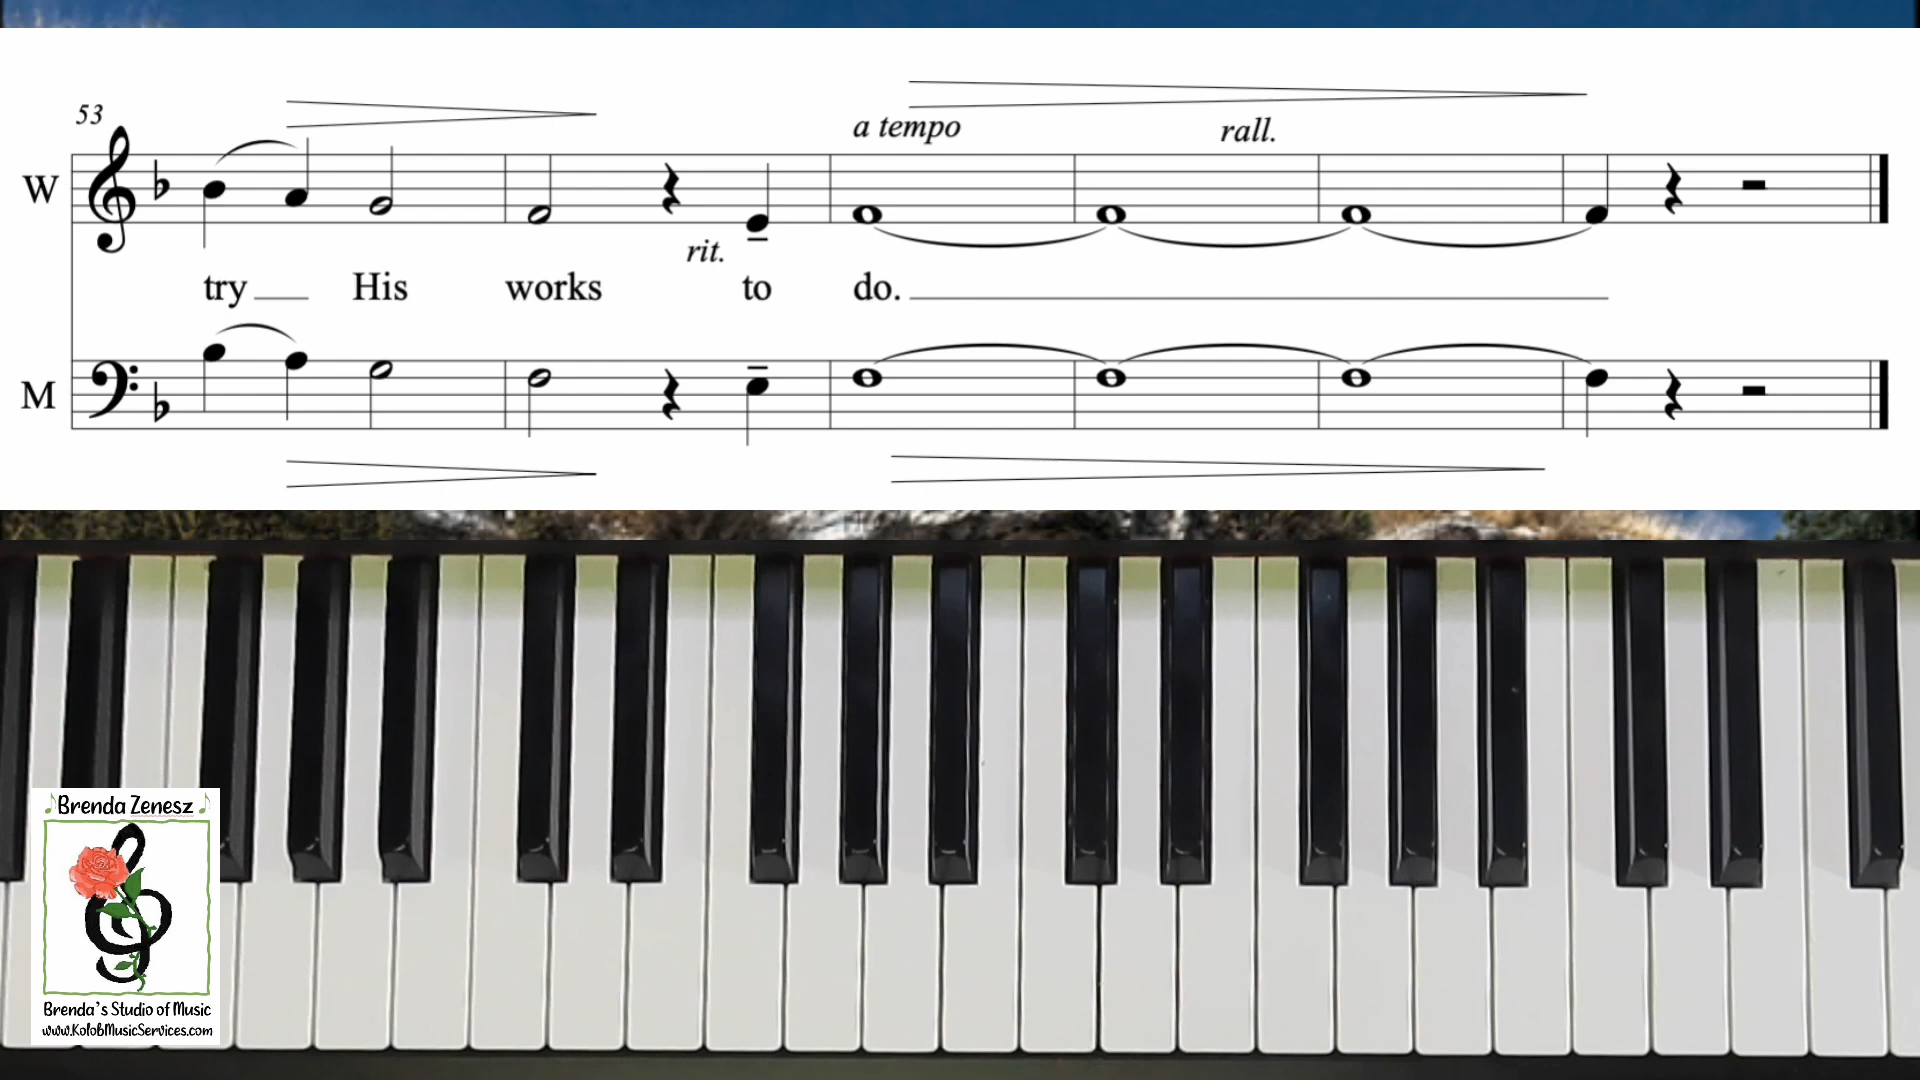 53
a tempo
rall.
W
rit.
try His works to do.
M
Brenda Zenesz
Brenda's Studio of Music
www.KolobMusicServices.com